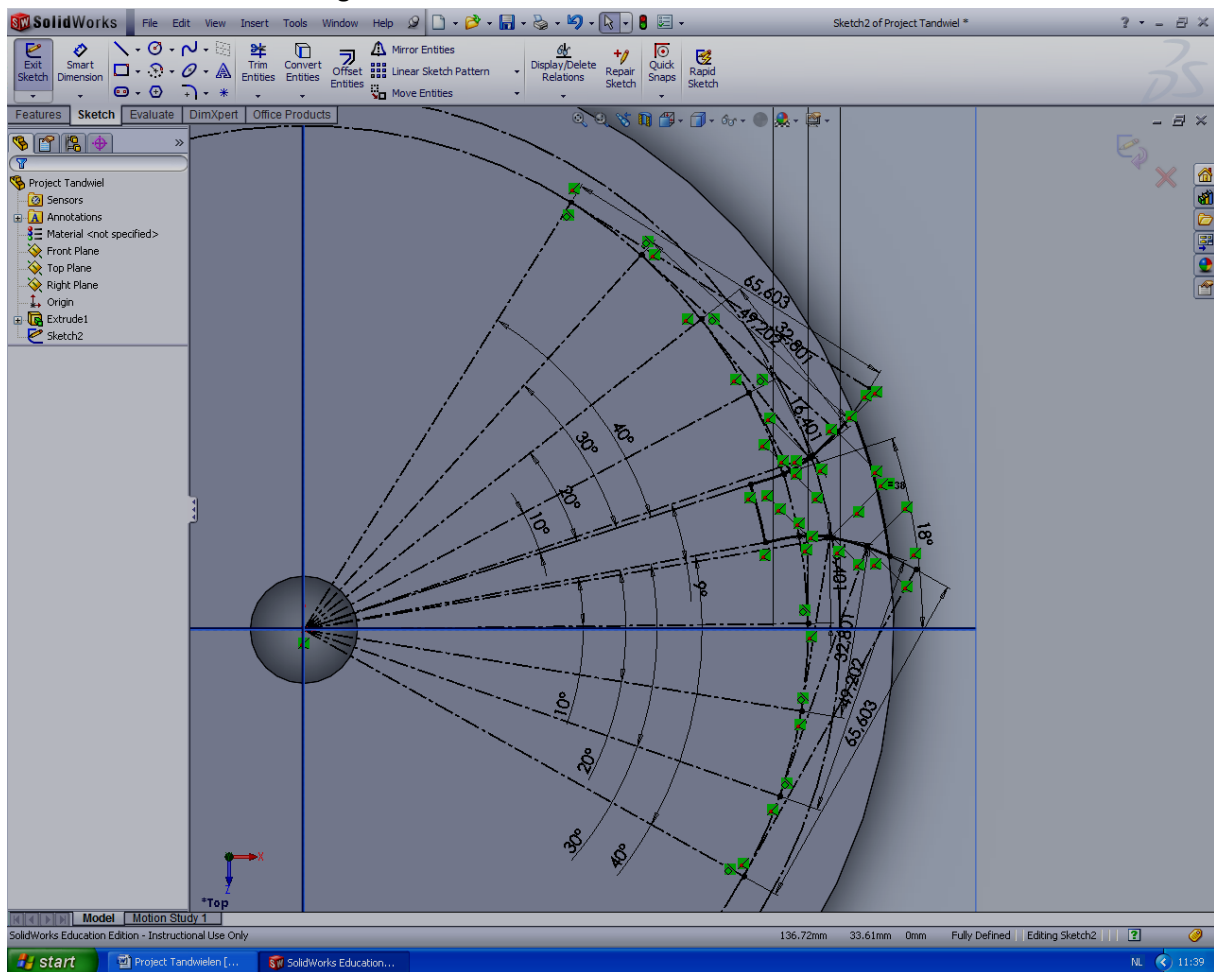 SolidWorks File Edit View Insert Tools Window Help Sketch2 of Project Tandwiel *
Exit Sketch
Smart Dimension
Trim Entities
Convert Entities
Offset Entities
Mirror Entities
Linear Sketch Pattern
Move Entities
Display/Delete Relations
Repair Sketch
Quick Snaps
Rapid Sketch
Features Sketch Evaluate DimXpert Office Products
Project Tandwiel
Sensors
Annotations
Material <not specified>
Front Plane
Top Plane
Right Plane
Origin
Extrude1
Sketch2
65,603
49,202
32,801
16,401
40°
30°
20°
10°
38
18°
9°
32,801
49,202
65,603
10°
20°
30°
40°
X
Z
*Top
Model Motion Study 1
SolidWorks Education Edition - Instructional Use Only 136.72mm 33.61mm 0mm Fully Defined Editing Sketch2
start Project Tandwielen [... SolidWorks Education... NL 11:39